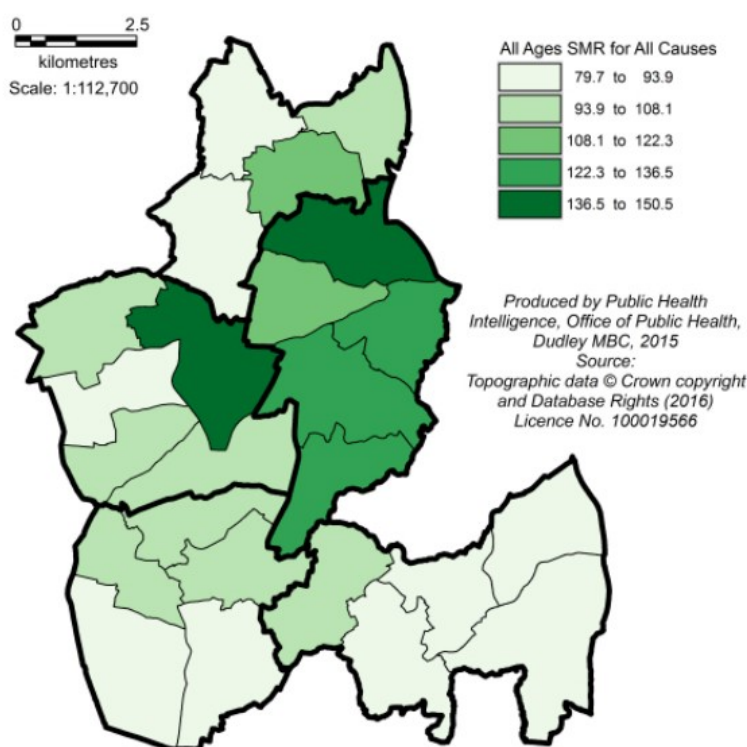 0 2.5
kilometres
Scale: 1:112,700
All Ages SMR for All Causes
79.7 to 93.9
93.9 to 108.1
108.1 to 122.3
122.3 to 136.5
136.5 to 150.5
Produced by Public Health
Intelligence, Office of Public Health,
Dudley MBC, 2015
Source:
Topographic data © Crown copyright
and Database Rights (2016)
Licence No. 100019566